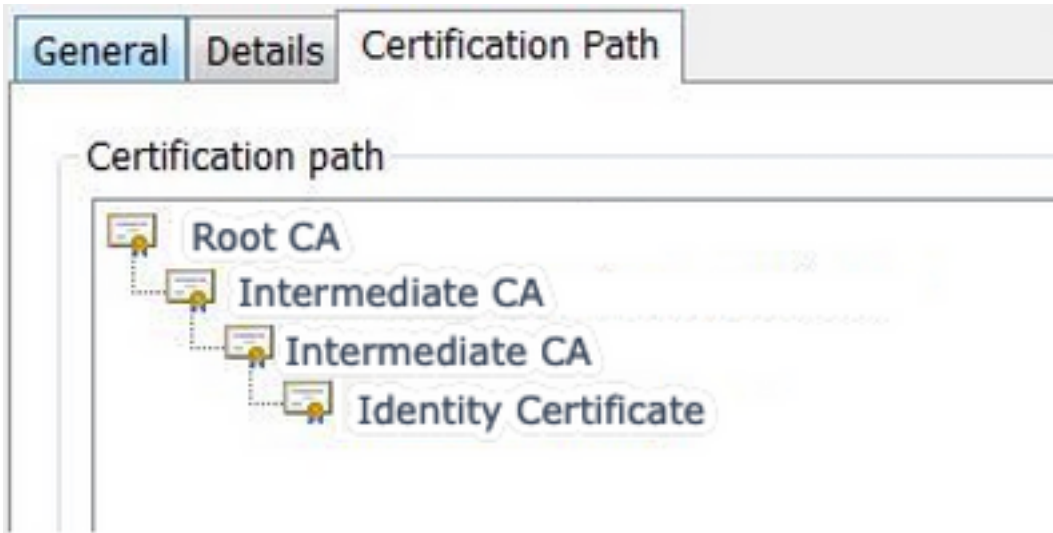 General Details Certification Path
Certification path
Root CA
Intermediate CA
Intermediate CA
Identity Certificate